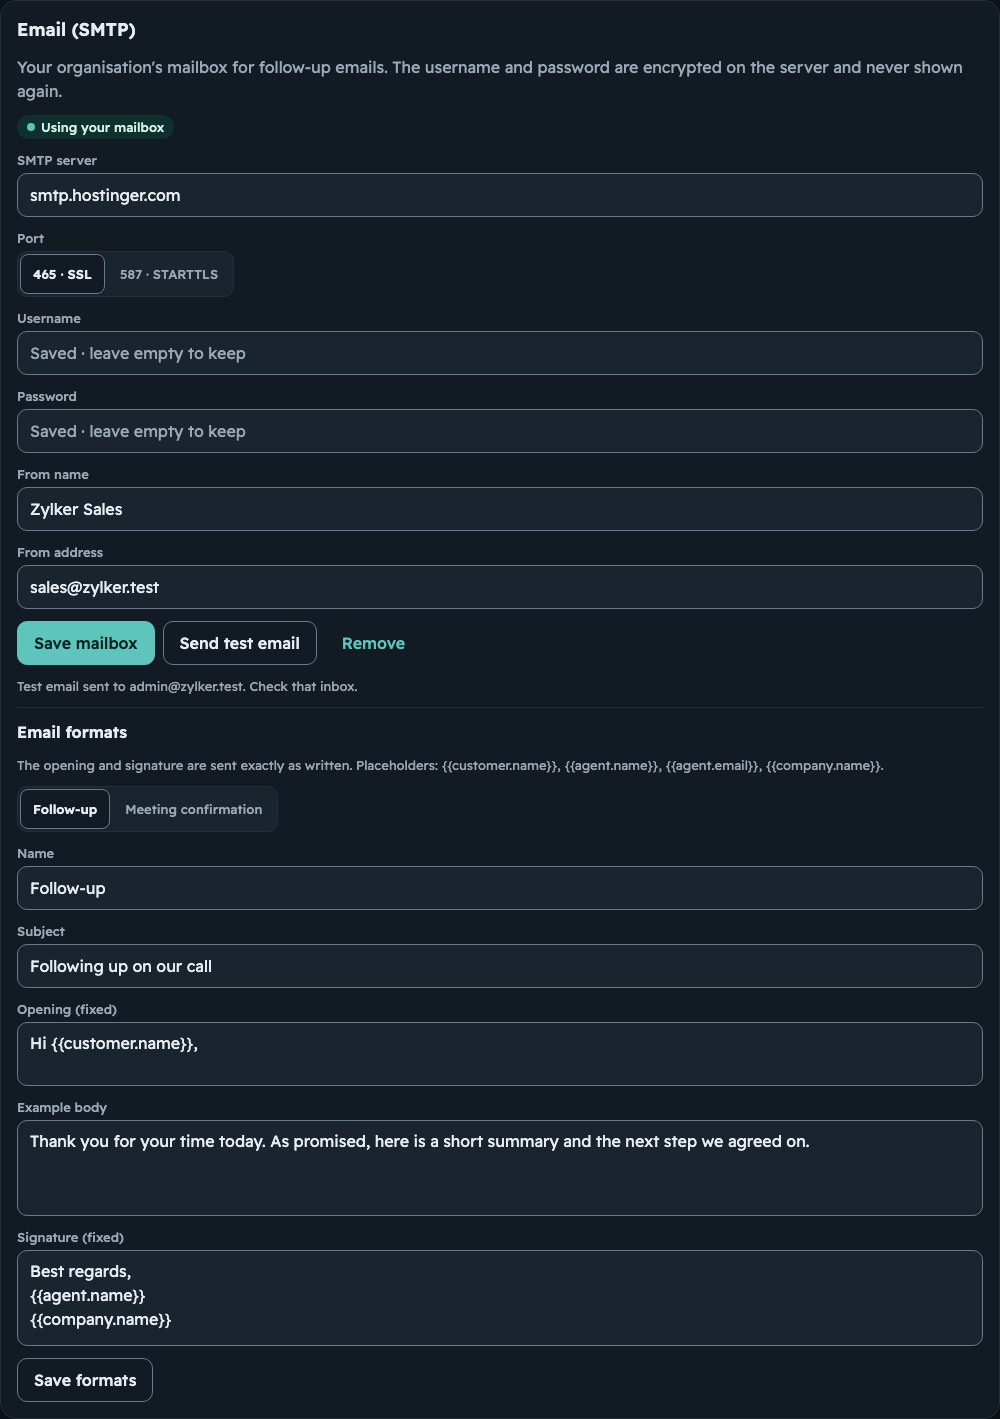 Email (SMTP)
Your organisation's mailbox for follow-up emails. The username and password are encrypted on the server and never shown
again.
Using your mailbox
SMTP server
smtp.hostinger.com
Port
465 · SSL
587 · STARTTLS
Username
Saved · leave empty to keep
Password
Saved · leave empty to keep
From name
Zylker Sales
From address
sales@zylker.test
Save mailbox
Send test email
Remove
Test email sent to admin@zylker.test. Check that inbox.
Email formats
The opening and signature are sent exactly as written. Placeholders: {{customer.name}}, {{agent.name}}, {{agent.email}}, {{company.name}}.
Follow-up
Meeting confirmation
Name
Follow-up
Subject
Following up on our call
Opening (fixed)
Hi {{customer.name}},
Example body
Thank you for your time today. As promised, here is a short summary and the next step we agreed on.
Signature (fixed)
Best regards,
{{agent.name}}
{{company.name}}
Save formats